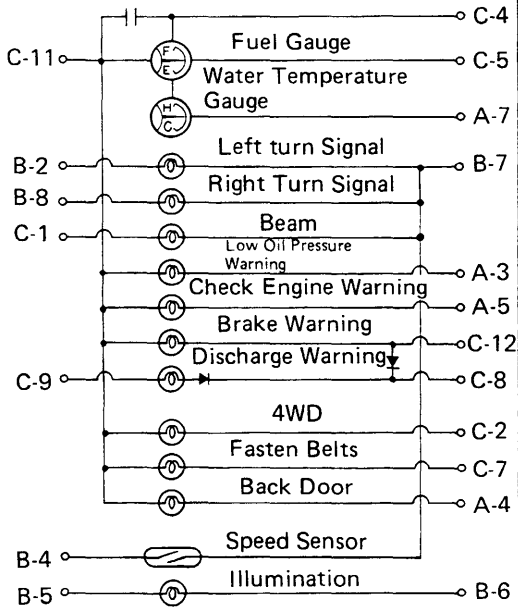 C-4
Fuel Gauge
C-11
F
E
C-5
Water Temperature
Gauge
H
C
A-7
Left turn Signal
B-2
B-7
Right Turn Signal
B-8
Beam
C-1
Low Oil Pressure
Warning
A-3
Check Engine Warning
A-5
Brake Warning
C-12
Discharge Warning
C-9
C-8
4WD
C-2
Fasten Belts
C-7
Back Door
A-4
Speed Sensor
B-4
Illumination
B-5
B-6